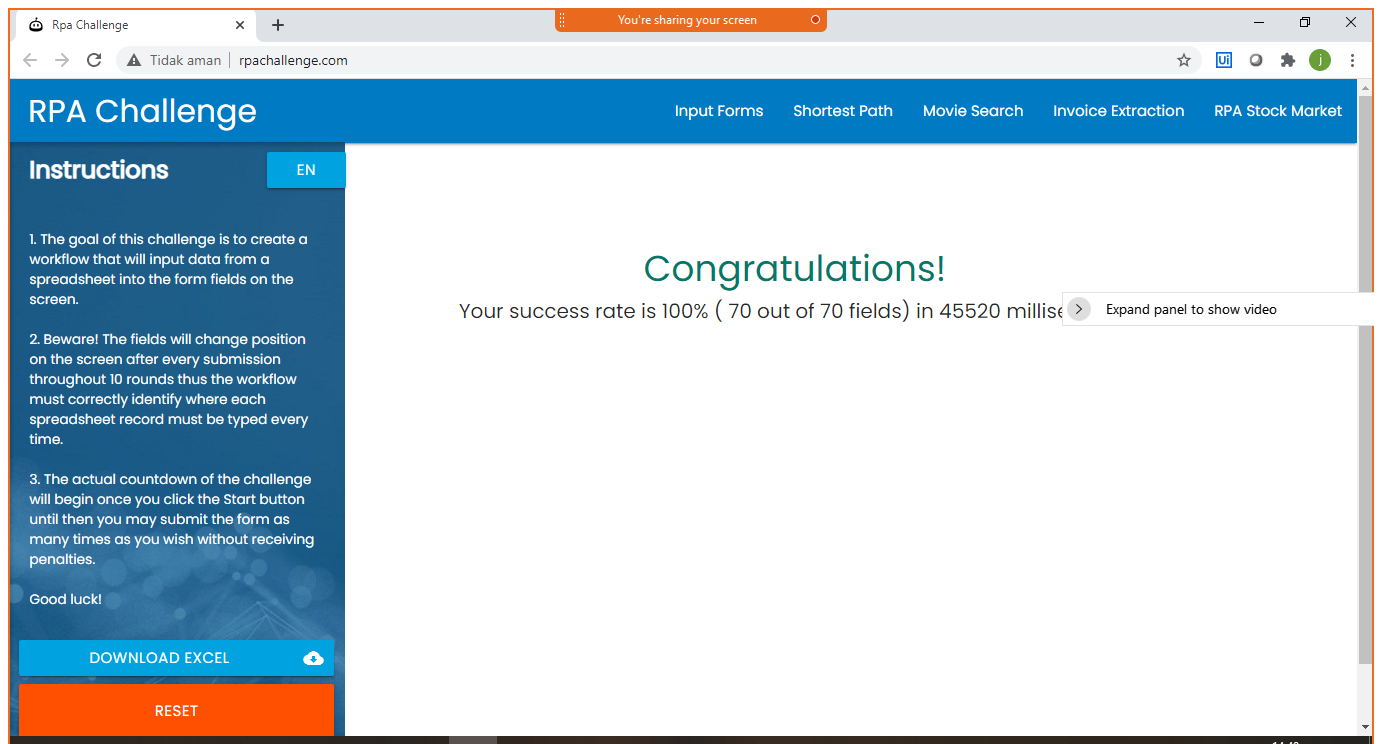 Rpa Challenge
You're sharing your screen
Tidak aman
rpachallenge.com
Ui
j
RPA Challenge
Input Forms
Shortest Path
Movie Search
Invoice Extraction
RPA Stock Market
Instructions
EN
1. The goal of this challenge is to create a
workflow that will input data from a
spreadsheet into the form fields on the
screen.
2. Beware! The fields will change position
on the screen after every submission
throughout 10 rounds thus the workflow
must correctly identify where each
spreadsheet record must be typed every
time.
3. The actual countdown of the challenge
will begin once you click the Start button
until then you may submit the form as
many times as you wish without receiving
penalties.
Good luck!
DOWNLOAD EXCEL
RESET
Congratulations!
Your success rate is 100% ( 70 out of 70 fields) in 45520
Expand panel to show video